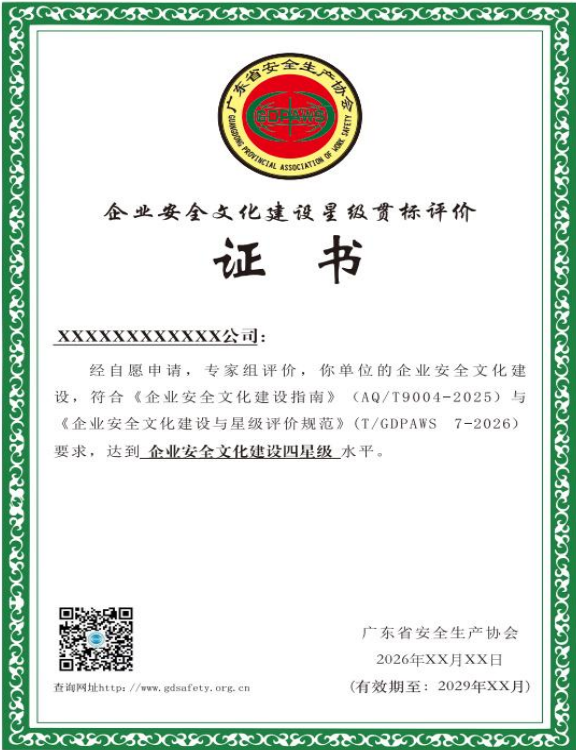 广东省安全生产协会
GDPAWS
GUANGDONG PROVINCIAL ASSOCIATION OF WORK SAFETY
企业安全文化建设星级贯标评价
证 书
XXXXXXXXXXXX公司:
经自愿申请，专家组评价，你单位的企业安全文化建
设，符合《企业安全文化建设指南》（AQ/T9004-2025）与
《企业安全文化建设与星级评价规范》(T/GDPAWS 7-2026)
要求，达到 企业安全文化建设四星级 水平。
广东省安全生产协会
2026年XX月XX日
(有效期至: 2029年XX月)
查询网址http://www.gdsafety.org.cn